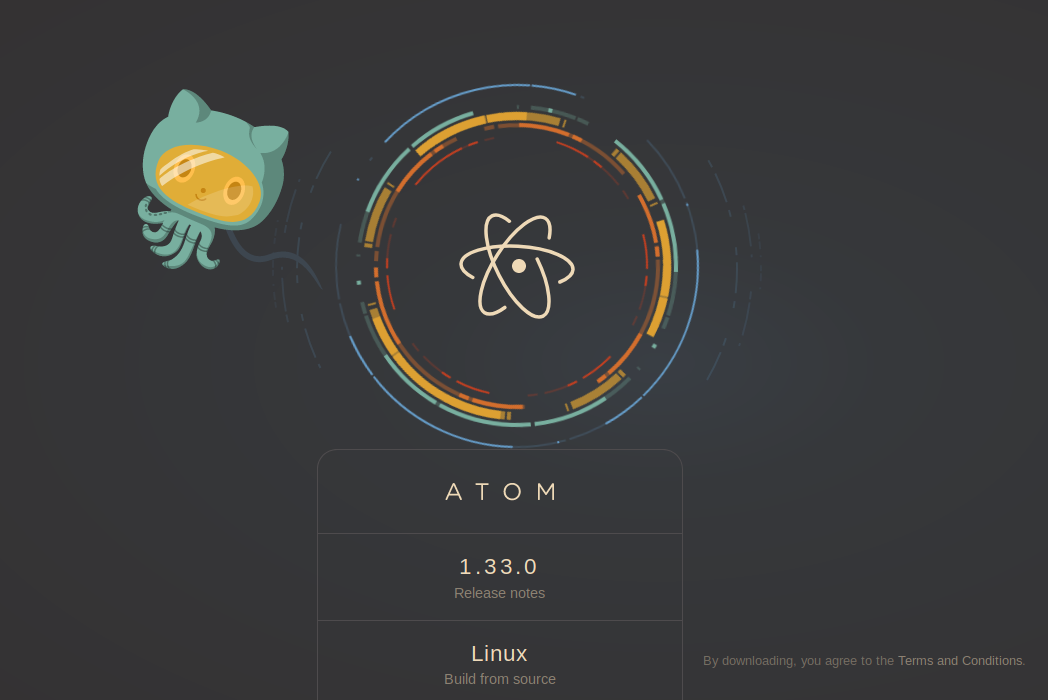 ATOM
1.33.0
Release notes
Linux
Build from source
By downloading, you agree to the Terms and Conditions.